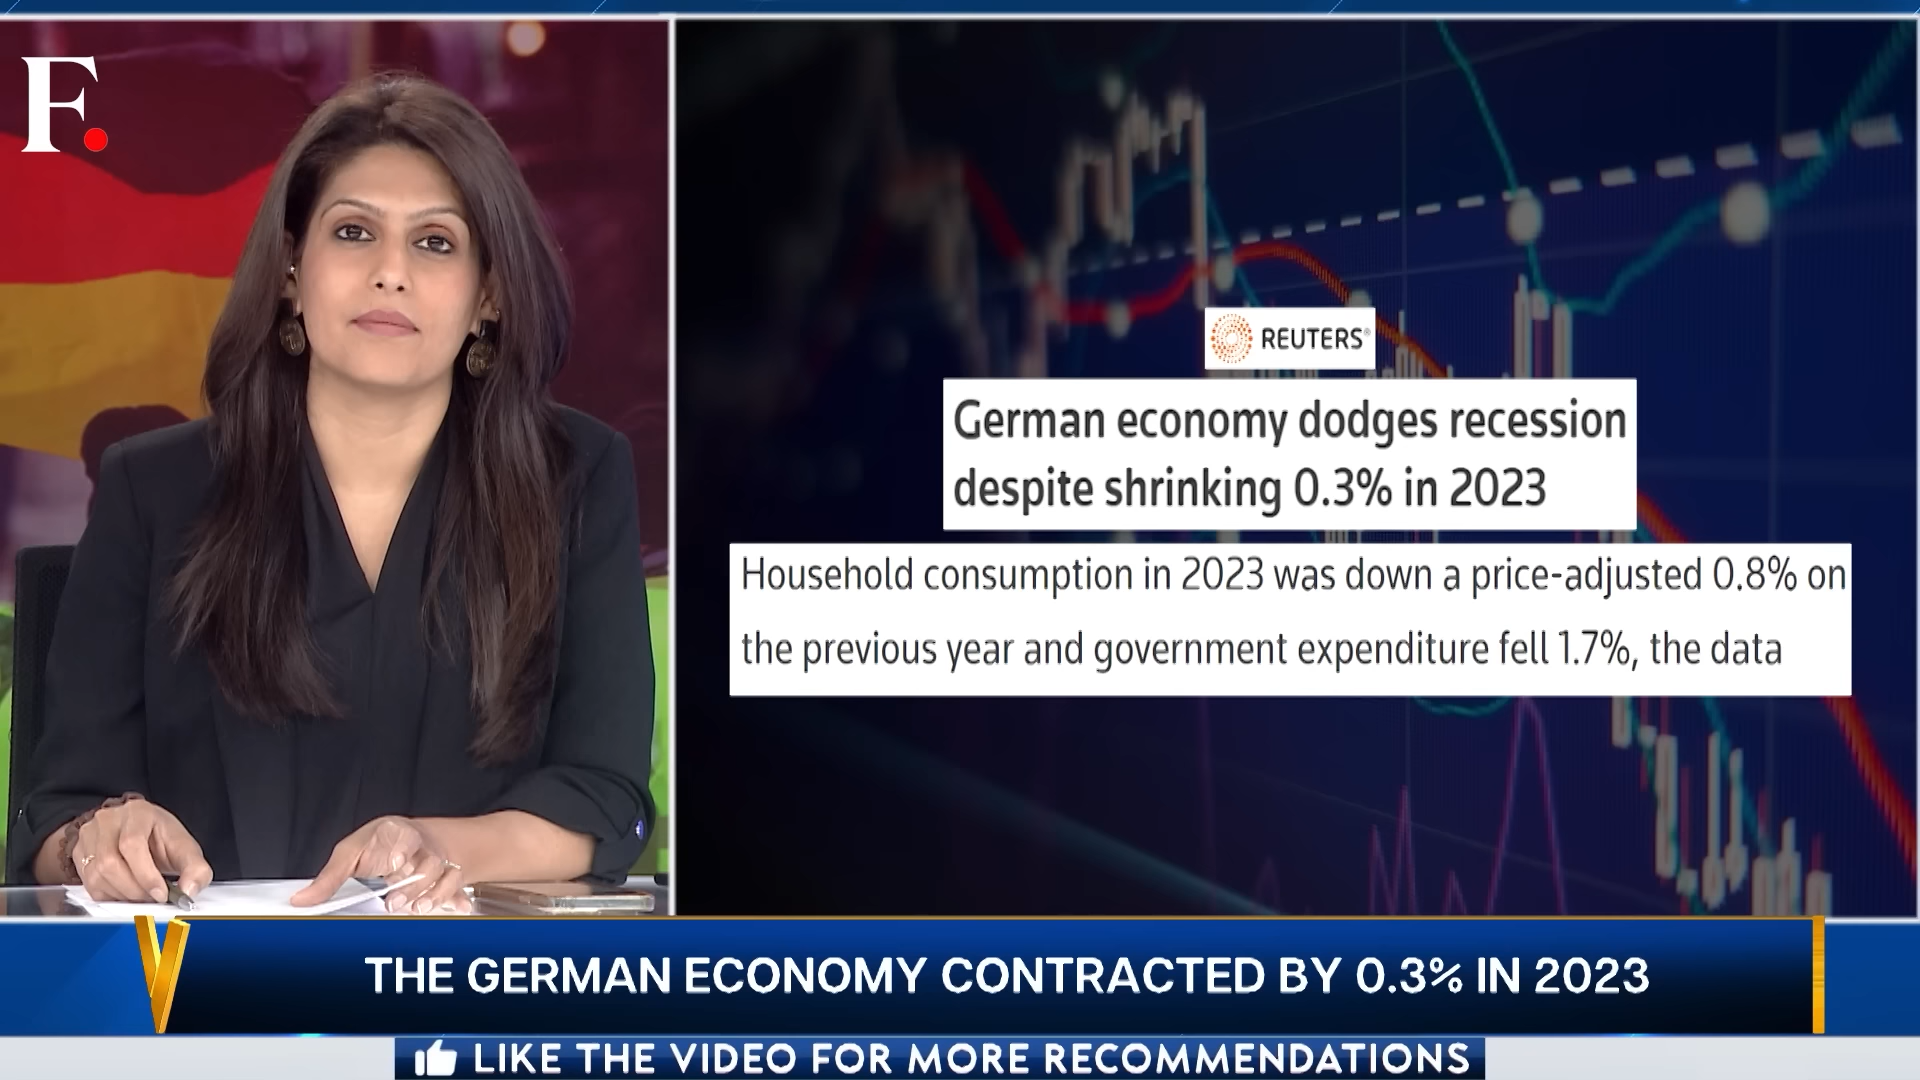 F.
REUTERS®
German economy dodges recession
despite shrinking 0.3% in 2023
Household consumption in 2023 was down a price-adjusted 0.8% on
the previous year and government expenditure fell 1.7%, the data
V
THE GERMAN ECONOMY CONTRACTED BY 0.3% IN 2023
LIKE THE VIDEO FOR MORE RECOMMENDATIONS